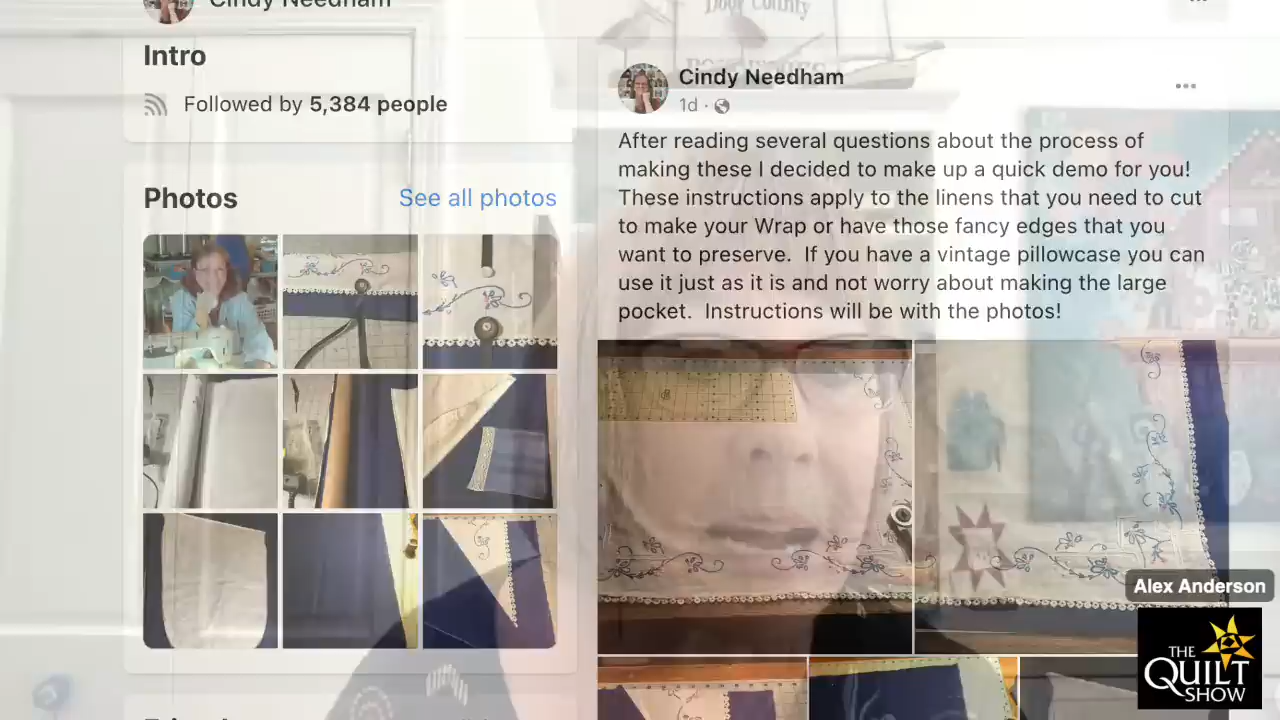 Cindy Needham
Door County
Intro
Followed by 5,384 people
Photos
See all photos
Cindy Needham
1d
After reading several questions about the process of
making these I decided to make up a quick demo for you!
These instructions apply to the linens that you need to cut
to make your Wrap or have those fancy edges that you
want to preserve. If you have a vintage pillowcase you can
use it just as it is and not worry about making the large
pocket. Instructions will be with the photos!
Alex Anderson
THE
QUILT
SHOW